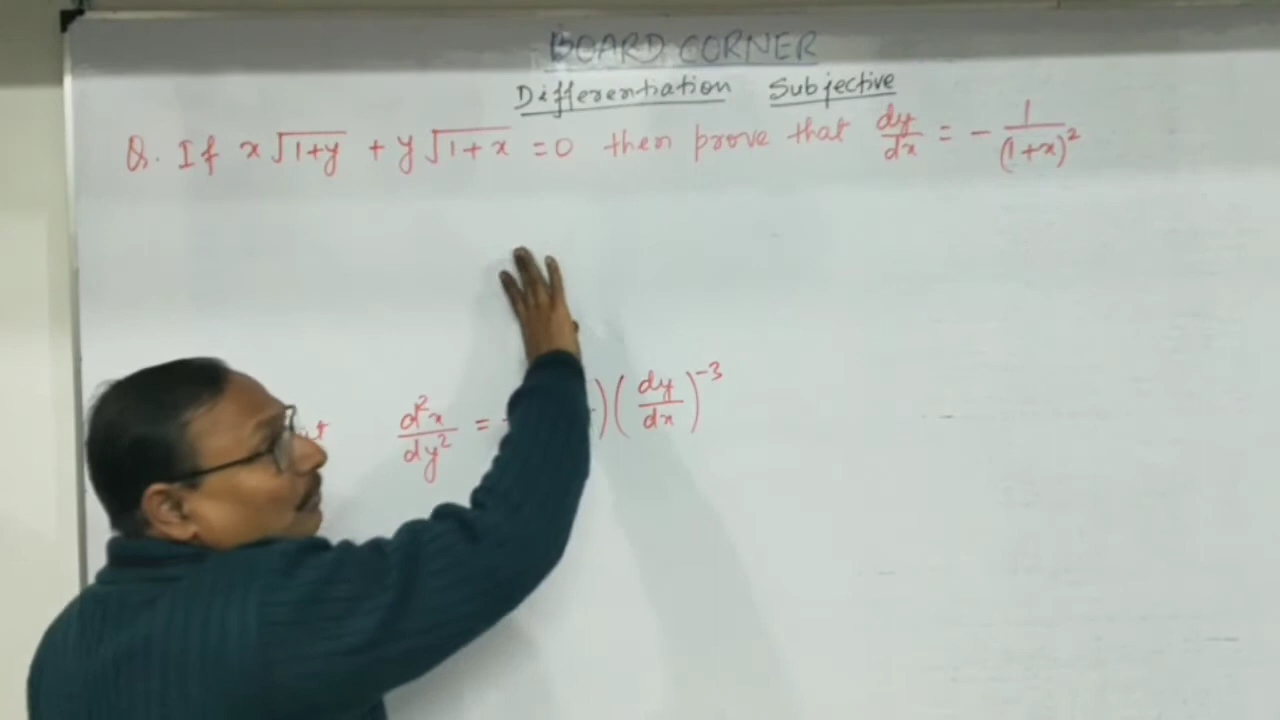 BOARD CORNER
Differentiation Subjective
Q. If x√(1+y) + y√(1+x) = 0 then prove that dy/dx = - 1/(1+x)²
d²x/dy² = )(dy/dx)⁻³